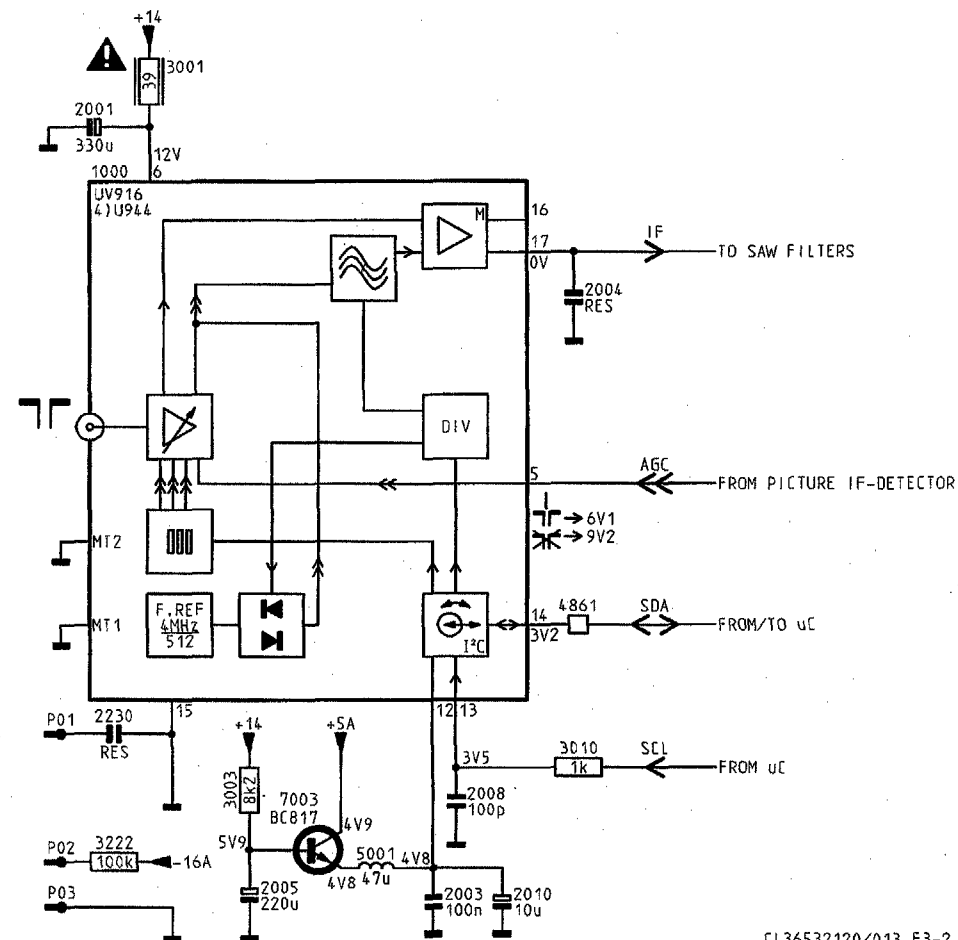 +14
39
3001
2001
330u
12V
6
1000
UV916
4)U944
M
16
17
0V
IF
TO SAW FILTERS
2004
RES
DIV
5
AGC
FROM PICTURE IF-DETECTOR
6V1
9V2
MT2
MT1
F.REF
4MHz
512
I²C
14
3V2
4861
SDA
FROM/TO uC
15
12
13
P01
2230
RES
+14
+5A
3003
8k2
7003
BC817
5V9
4V9
4V8
5001
47u
4V8
3V5
3010
1k
SCL
FROM uC
2008
100p
P02
3222
100k
-16A
P03
2005
220u
2003
100n
2010
10u